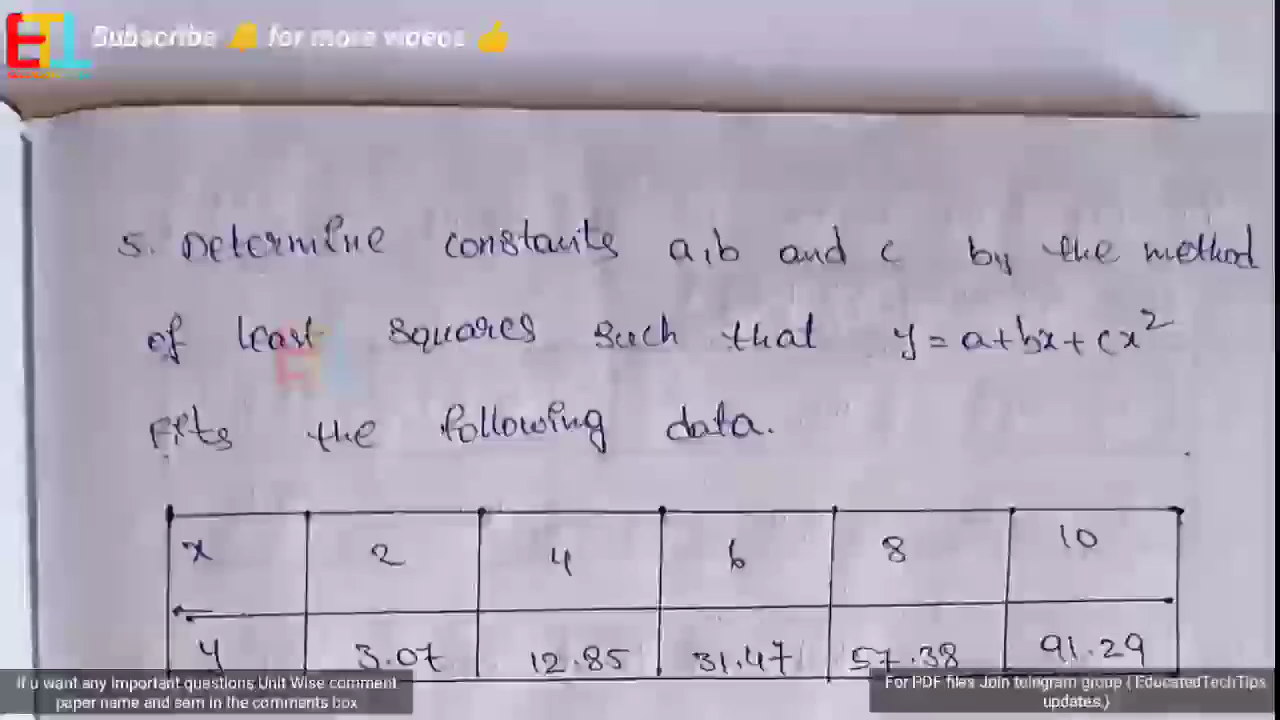 ETL
Subscribe 🔔 for more videos 👍
5. Determine constants a,b and c by the method
of least squares such that y = a+bx+cx²
Fits the following data.
x 2 4 6 8 10
y 3.07 12.85 31.47 57.38 91.29
If u want any important questions Unit Wise comment
paper name and sem in the comments box
For PDF files Join telegram group ( EducatedTechTips
updates.)